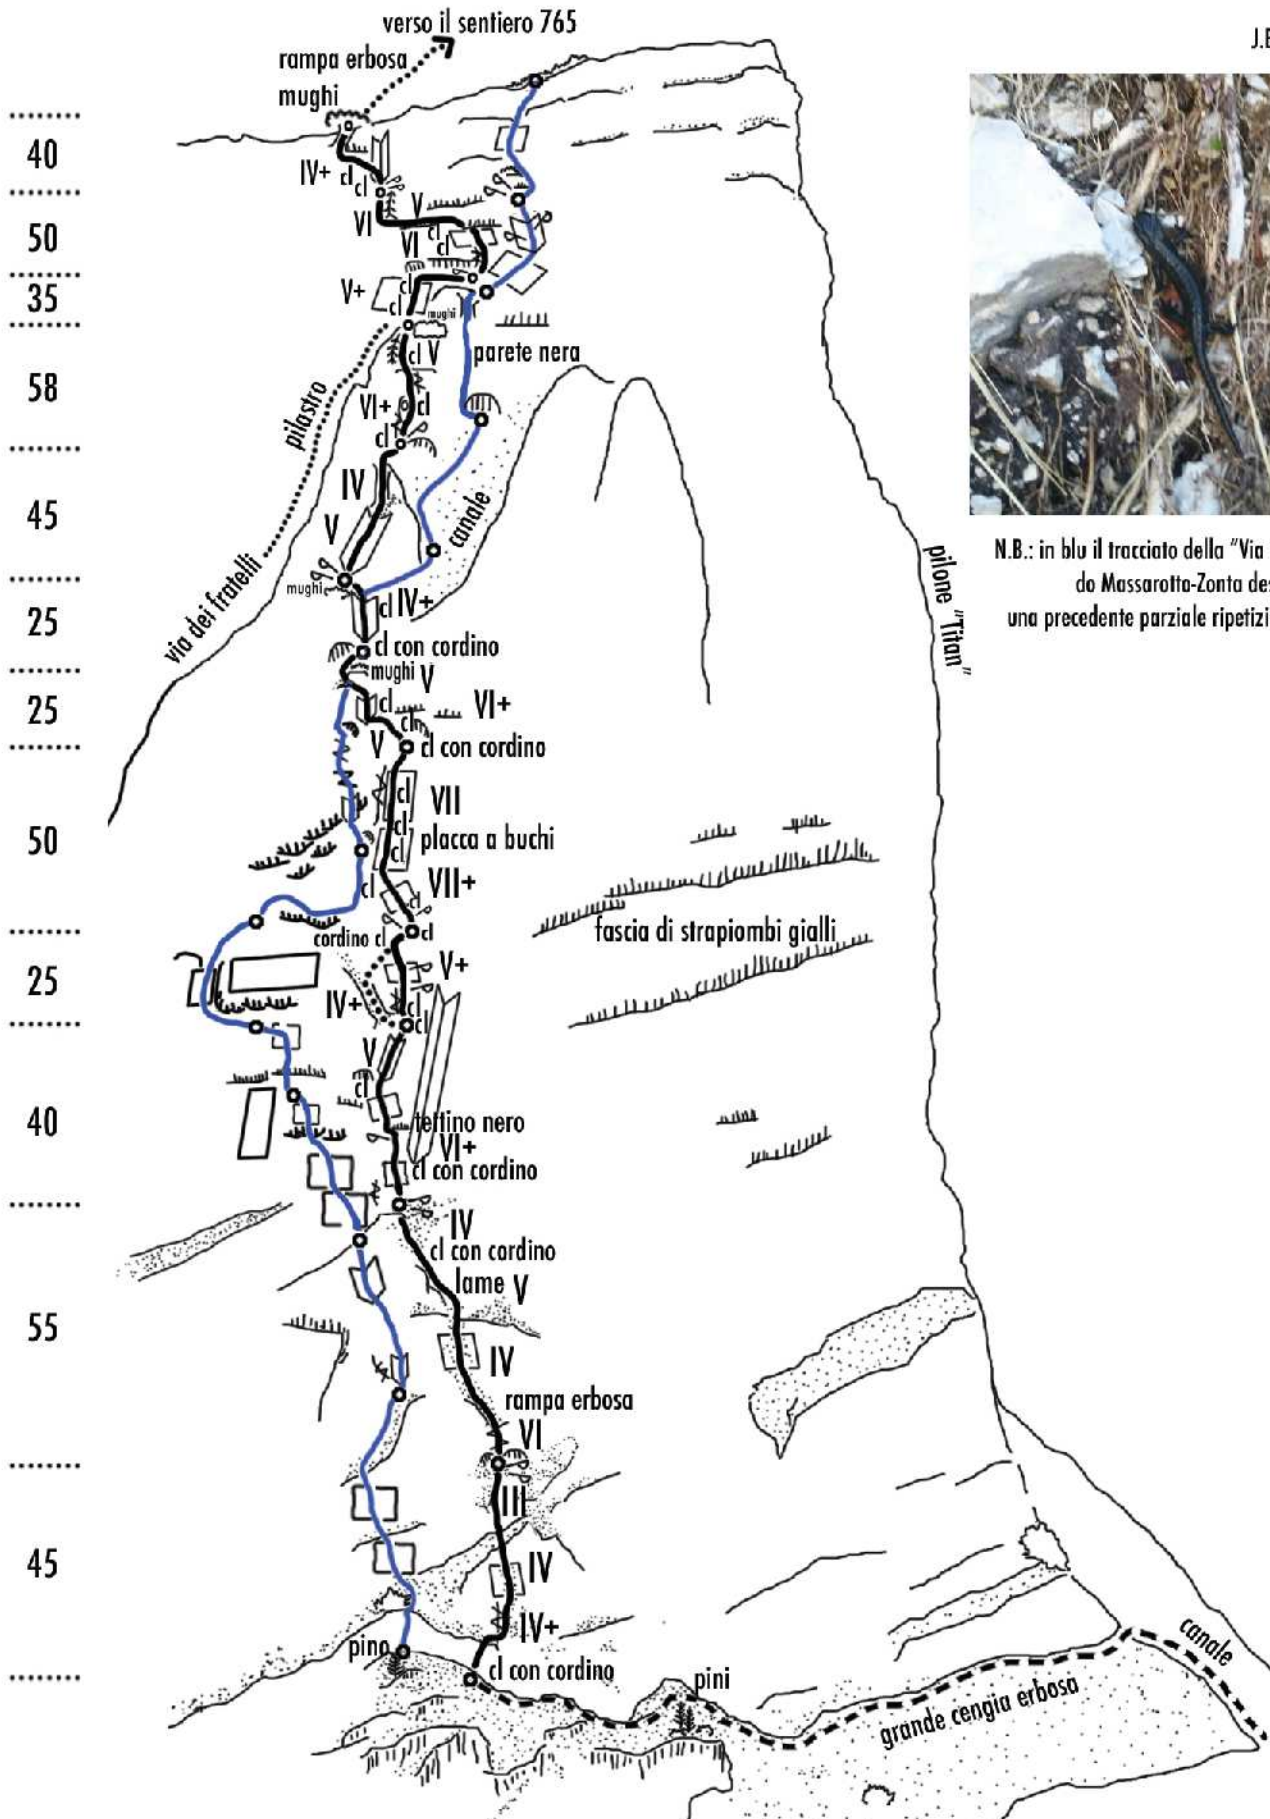 verso il sentiero 765
rampa erbosa
mughi
J.B
40
IV+
cl
cl
50
VI
V
VI
cl
cl
35
V+
cl
cl
mughi
parete nera
58
cl V
VI+
cl
cl
pilastro
45
IV
V
canale
mughi
via dei fratelli
25
cl IV+
cl con cordino
pilone "Titan"
N.B.: in blu il tracciato della "Via
do Massarotto-Zonta des
una precedente parziale ripetizi
25
mughi V
cl
VI+
cl
V
cl con cordino
50
cl
VII
cl
cl
placca a buchi
cl
VII+
cl
cordino cl
cl
fascia di strapiombi gialli
25
V+
IV+
cl
cl
40
V
cl
tettino nero
VI+
cl con cordino
55
IV
cl con cordino
lame V
IV
rampa erbosa
VI
45
III
IV
IV+
pino
cl con cordino
pini
grande cengia erbosa
canale